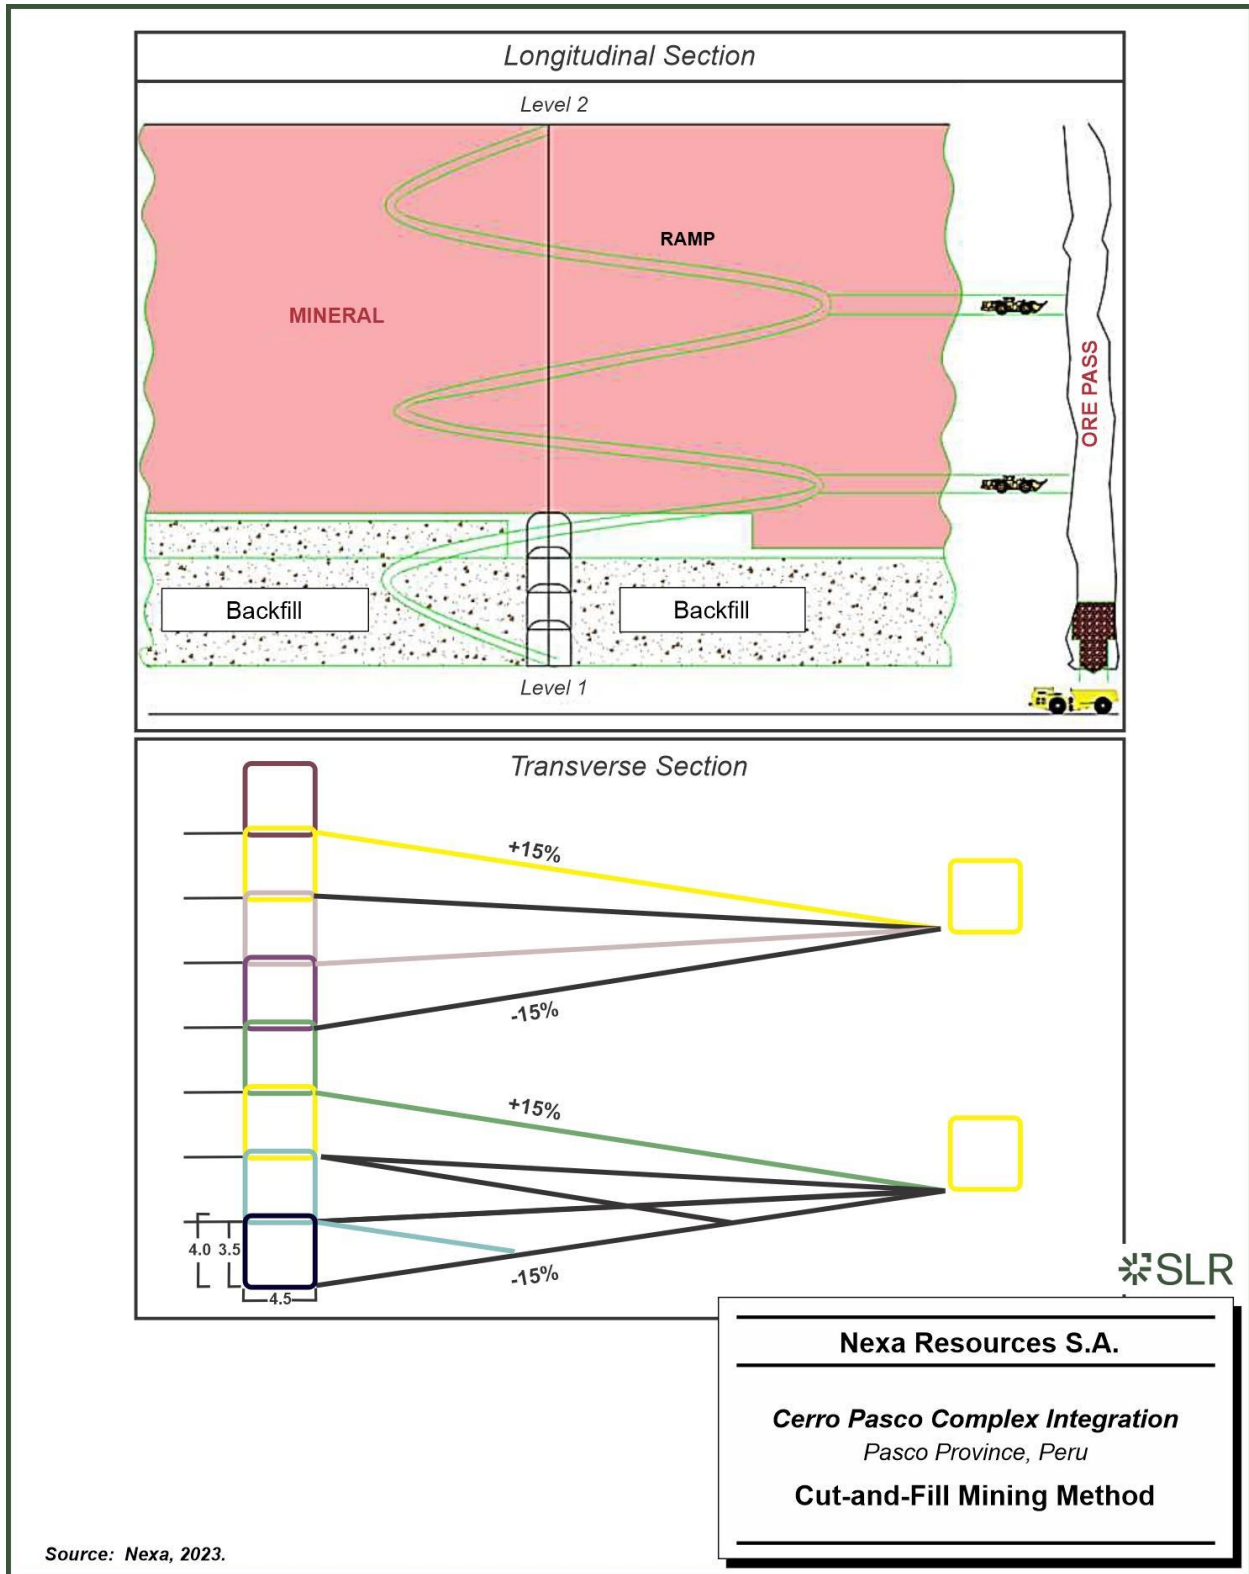 Longitudinal Section
Level 2
RAMP
MINERAL
ORE PASS
Backfill
Backfill
Level 1
Transverse Section
+15%
-15%
+15%
4.0 3.5
-15%
4.5
SLR
Nexa Resources S.A.
Cerro Pasco Complex Integration
Pasco Province, Peru
Cut-and-Fill Mining Method
Source: Nexa, 2023.